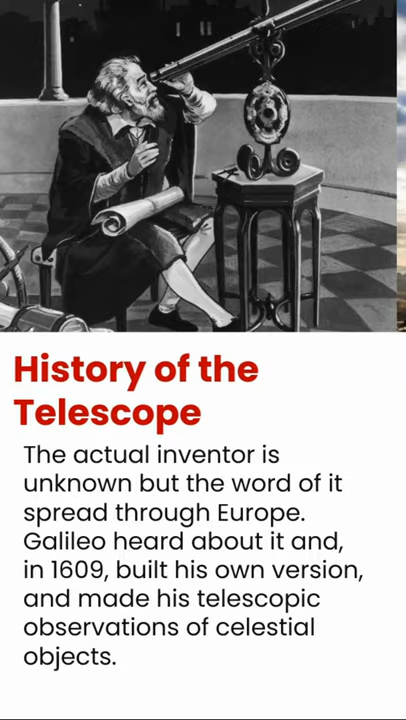 History of the
Telescope
The actual inventor is
unknown but the word of it
spread through Europe.
Galileo heard about it and,
in 1609, built his own version,
and made his telescopic
observations of celestial
objects.